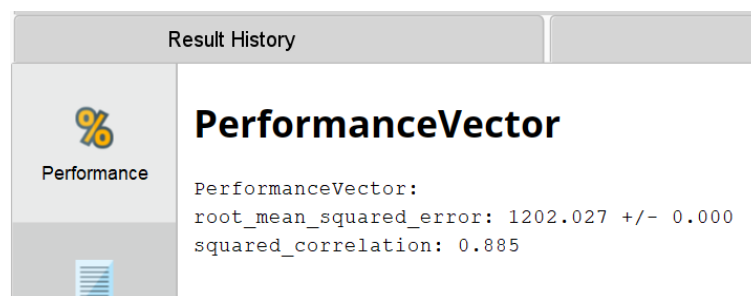 Result History
Performance
PerformanceVector
PerformanceVector:
root_mean_squared_error: 1202.027 +/- 0.000
squared_correlation: 0.885